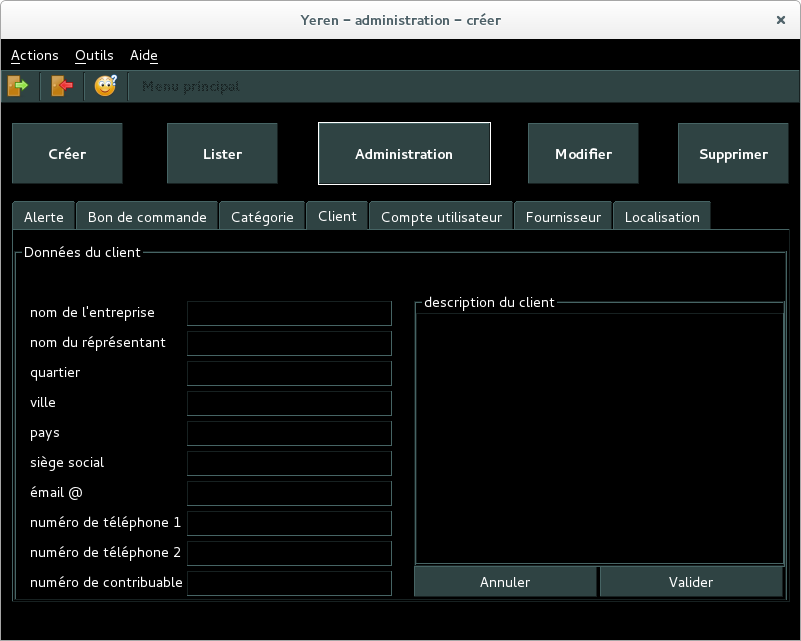 Yeren – administration – créer
×
Actions Outils Aide
Menu principal
Créer Lister Administration Modifier Supprimer
Alerte Bon de commande Catégorie Client Compte utilisateur Fournisseur Localisation
Données du client
nom de l'entreprise
nom du réprésentant
quartier
ville
pays
siège social
émail @
numéro de téléphone 1
numéro de téléphone 2
numéro de contribuable
description du client
Annuler Valider